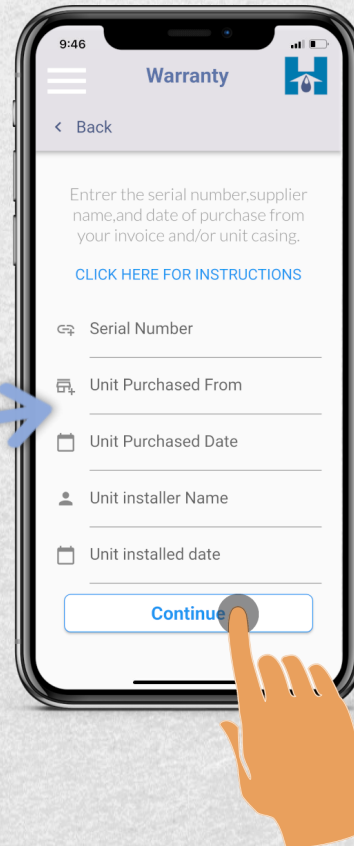 9:46
Warranty
Back
Entrer the serial number,supplier
name,and date of purchase from
your invoice and/or unit casing.
CLICK HERE FOR INSTRUCTIONS
Serial Number
Unit Purchased From
Unit Purchased Date
Unit installer Name
Unit installed date
Continue